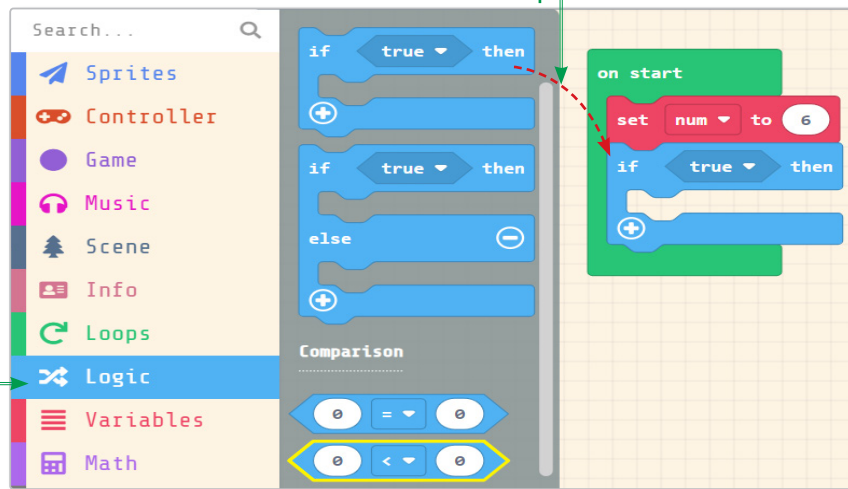 Search...
Sprites
Controller
Game
Music
Scene
Info
Loops
Logic
Variables
Math
if true then
if true then
else
Comparison
0 = 0
0 < 0
on start
set num to 6
if true then